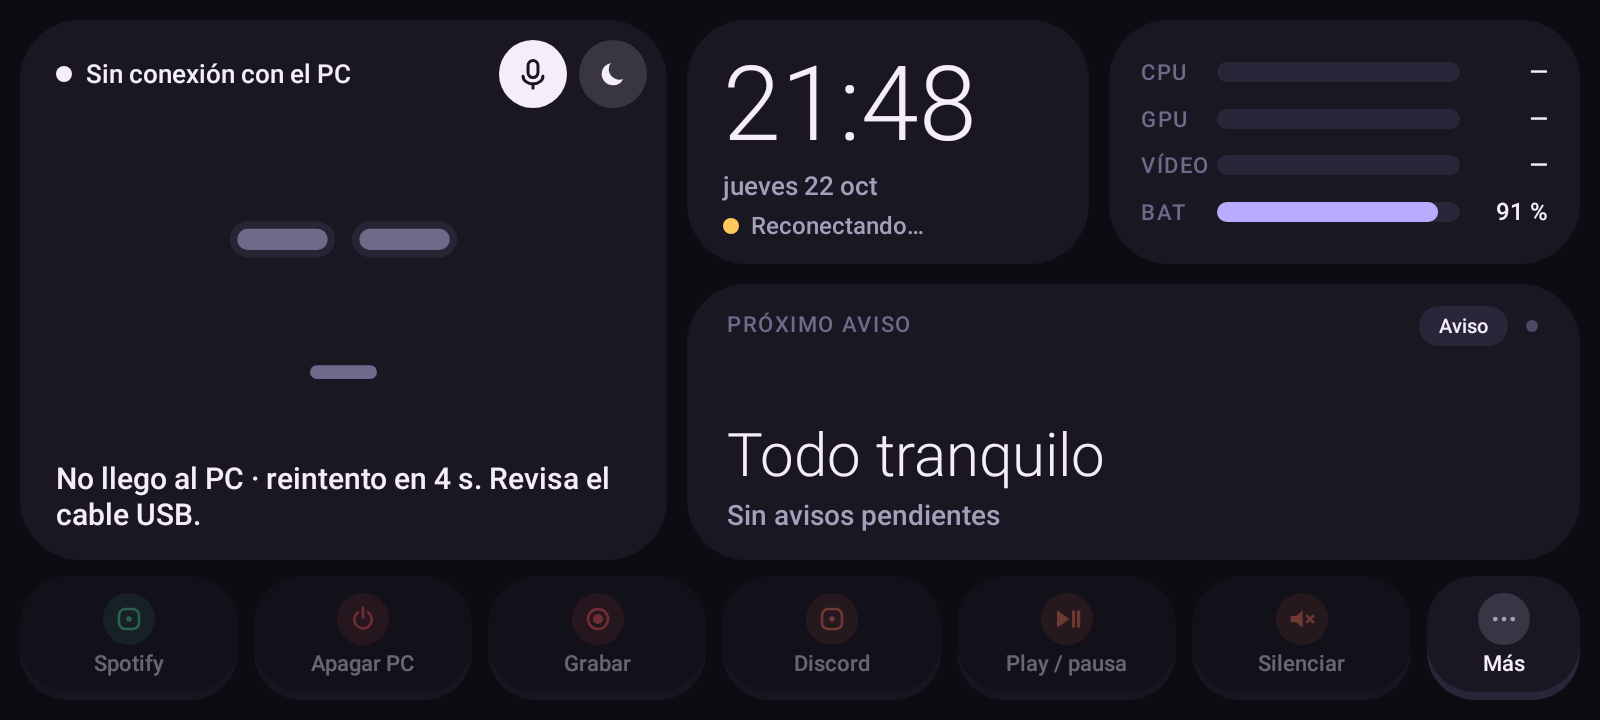 Sin conexión con el PC
No llego al PC · reintento en 4 s. Revisa el
cable USB.
21:48
jueves 22 oct
Reconectando…
CPU –
GPU –
VÍDEO –
BAT 91 %
PRÓXIMO AVISO
Aviso
Todo tranquilo
Sin avisos pendientes
Spotify
Apagar PC
Grabar
Discord
Play / pausa
Silenciar
Más